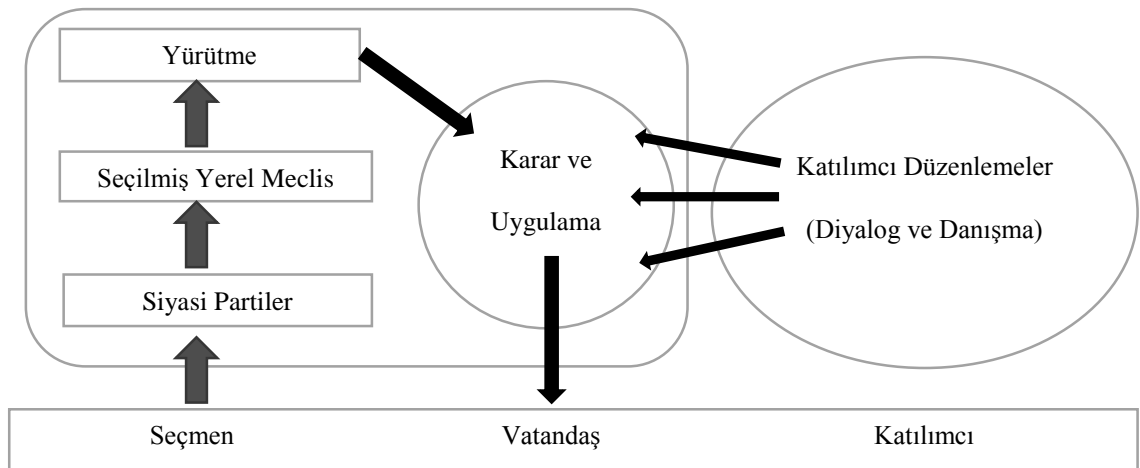 Yürütme
Seçilmiş Yerel Meclis
Siyasi Partiler
Karar ve
Uygulama
Katılımcı Düzenlemeler
(Diyalog ve Danışma)
Seçmen
Vatandaş
Katılımcı